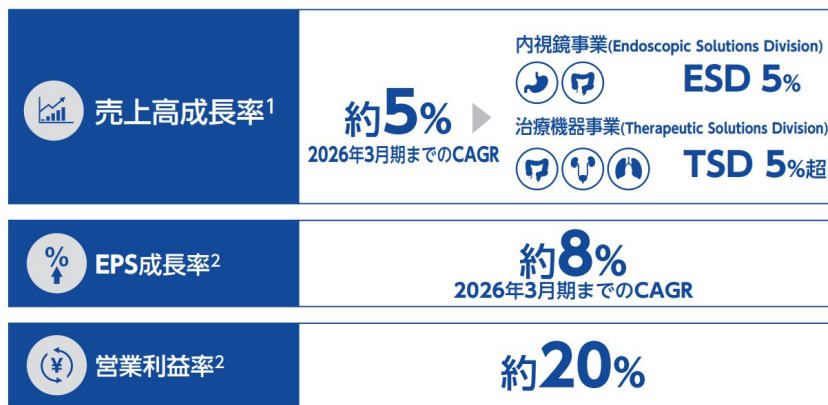 売上高成長率1
約5%
2026年3月期までのCAGR
内視鏡事業(Endoscopic Solutions Division)
ESD 5%
治療機器事業(Therapeutic Solutions Division)
TSD 5%超
%
EPS成長率2
約8%
2026年3月期までのCAGR
¥
営業利益率2
約20%